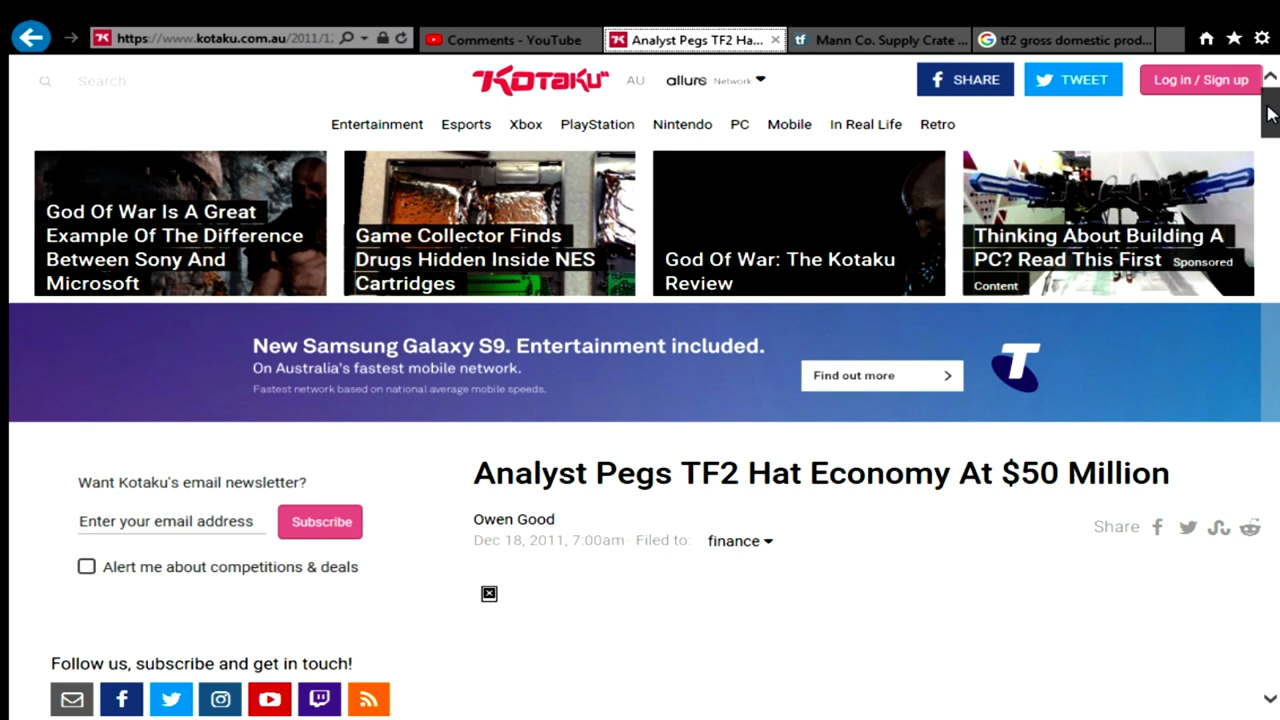 https://www.kotaku.com.au/2011/1
Comments - YouTube
Analyst Pegs TF2 Ha...
Mann Co. Supply Crate ...
tf2 gross domestic prod...
Search
KOTAKU
AU
allure Network
SHARE
TWEET
Log in / Sign up
Entertainment
Esports
Xbox
PlayStation
Nintendo
PC
Mobile
In Real Life
Retro
God Of War Is A Great
Example Of The Difference
Between Sony And
Microsoft
Game Collector Finds
Drugs Hidden Inside NES
Cartridges
God Of War: The Kotaku
Review
Thinking About Building A
PC? Read This First Sponsored
Content
New Samsung Galaxy S9. Entertainment included.
On Australia's fastest mobile network.
Fastest network based on national average mobile speeds.
Find out more
T
Want Kotaku's email newsletter?
Enter your email address
Subscribe
Alert me about competitions & deals
Analyst Pegs TF2 Hat Economy At $50 Million
Owen Good
Dec 18, 2011, 7:00am · Filed to: finance
Share
Follow us, subscribe and get in touch!